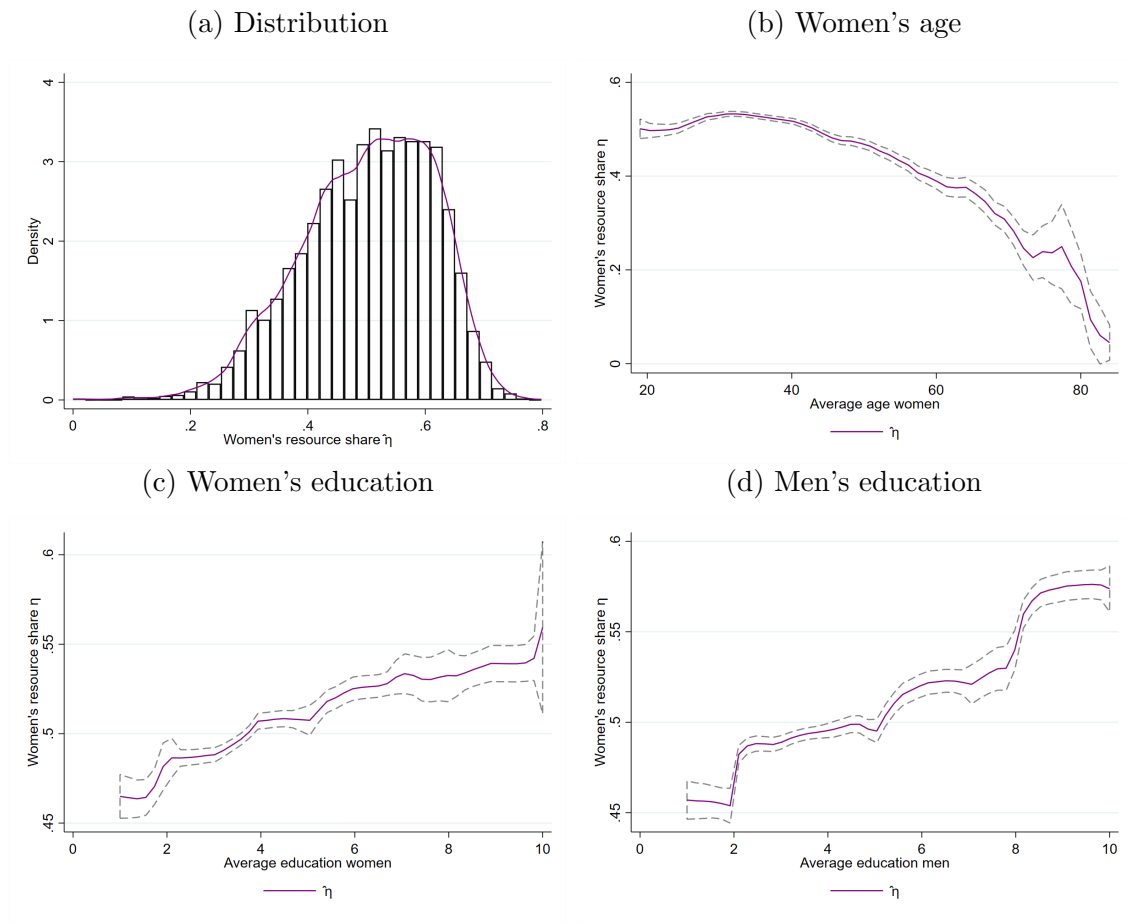 (a) Distribution
(b) Women's age
4
3
2
1
0
Density
0
.2
.4
.6
.8
Women's resource share η̂
.6
.4
.2
0
Women's resource share η
20
40
60
80
Average age women
η̂
(c) Women's education
(d) Men's education
.6
.55
.5
.45
Women's resource share η
0
2
4
6
8
10
Average education women
η̂
.6
.55
.5
.45
Women's resource share η
0
2
4
6
8
10
Average education men
η̂